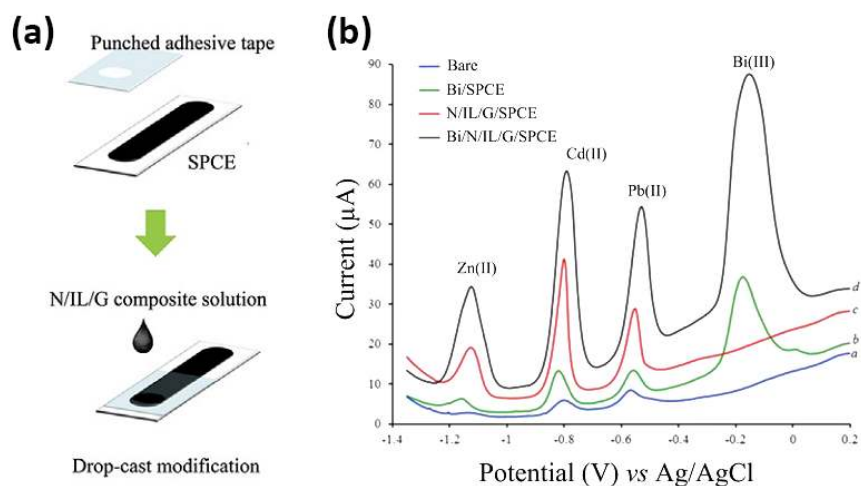 (a)
Punched adhesive tape
SPCE
N/IL/G composite solution
Drop-cast modification
(b)
Bare
Bi/SPCE
N/IL/G/SPCE
Bi/N/IL/G/SPCE
Bi(III)
Cd(II)
Pb(II)
Zn(II)
d
c
b
a
Current (µA)
90
80
70
60
50
40
30
20
10
0
-1.4
-1.2
-1
-0.8
-0.6
-0.4
-0.2
0
0.2
Potential (V) vs Ag/AgCl